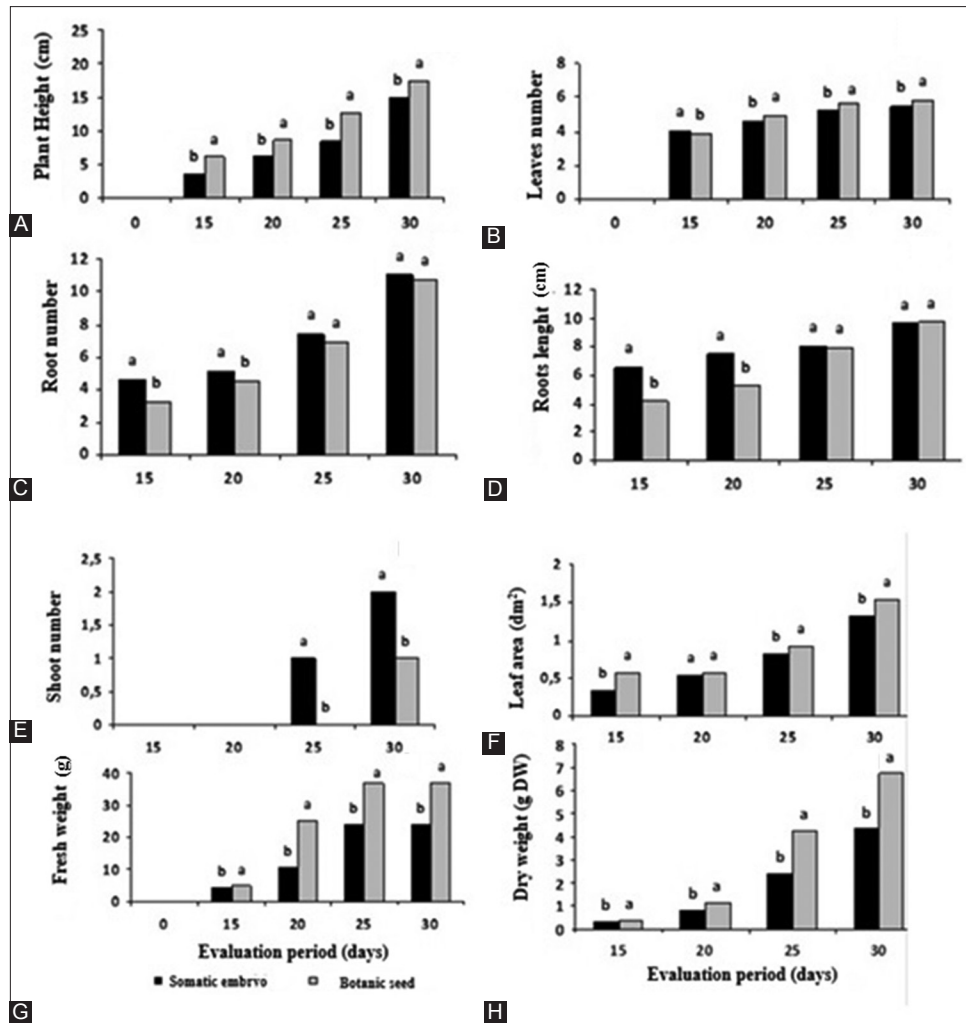 Plant Height (cm)
25
20
15
10
5
0
b a b a b a b a
0 15 20 25 30
A
Leaves number
8
6
4
2
0
a b b a b a b a
0 15 20 25 30
B
Root number
12
10
8
6
4
2
0
a b a b a a a a
15 20 25 30
C
Roots lenght (cm)
12
10
8
6
4
2
0
a b a b a a a a
15 20 25 30
D
Shoot number
2,5
2
1,5
1
0,5
0
a b a b
15 20 25 30
E
Leaf area (dm²)
2
1,5
1
0,5
0
b a a a b a b a
15 20 25 30
F
Fresh weight (g)
40
30
20
10
0
b a b a b a b a
0 15 20 25 30
Evaluation period (days)
Somatic embrvo Botanic seed
G
Dry weight (g DW)
8
7
6
5
4
3
2
1
0
b a b a b a b a
15 20 25 30
Evaluation period (days)
H